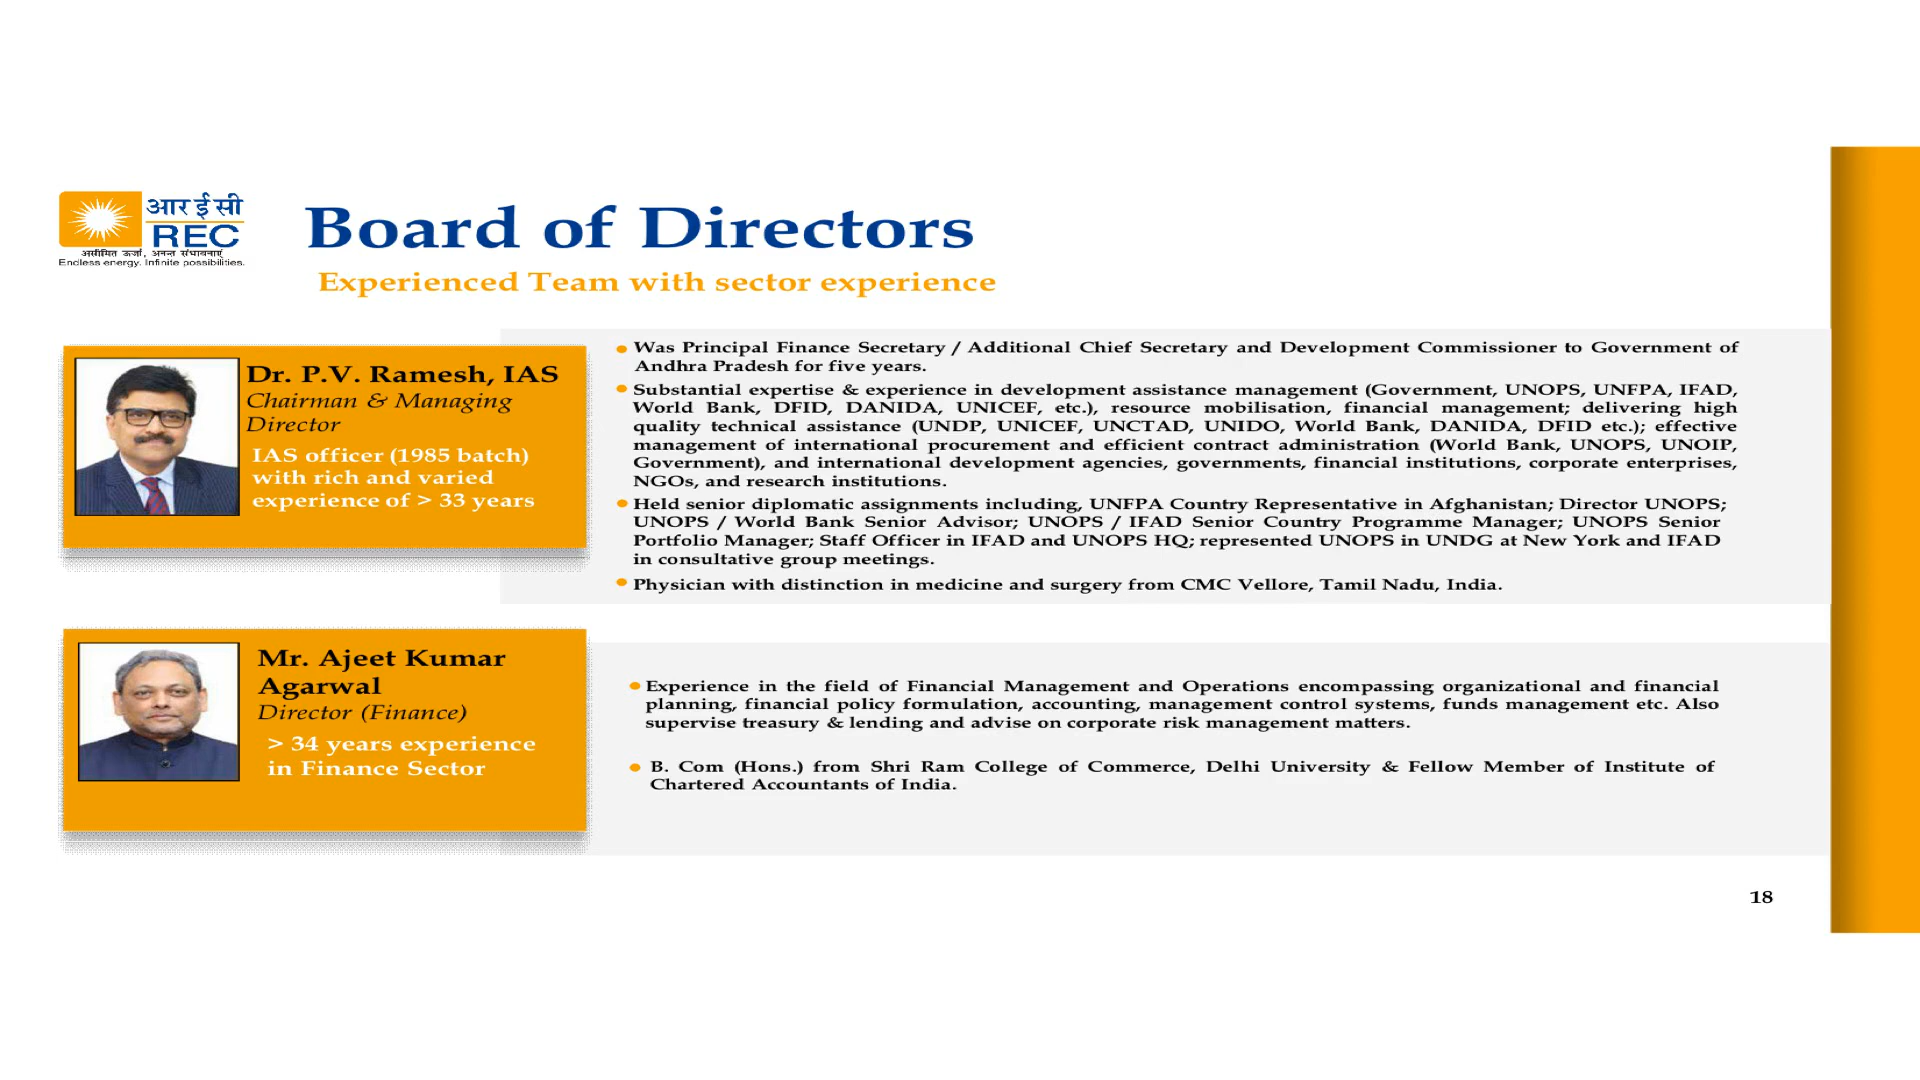 आर ई सी
REC
असीमित ऊर्जा, अनन्त संभावनाएं
Endless energy. Infinite possibilities.
Board of Directors
Experienced Team with sector experience
Dr. P.V. Ramesh, IAS
Chairman & Managing
Director
IAS officer (1985 batch)
with rich and varied
experience of > 33 years
Was Principal Finance Secretary / Additional Chief Secretary and Development Commissioner to Government of
Andhra Pradesh for five years.
Substantial expertise & experience in development assistance management (Government, UNOPS, UNFPA, IFAD,
World Bank, DFID, DANIDA, UNICEF, etc.), resource mobilisation, financial management; delivering high
quality technical assistance (UNDP, UNICEF, UNCTAD, UNIDO, World Bank, DANIDA, DFID etc.); effective
management of international procurement and efficient contract administration (World Bank, UNOPS, UNOIP,
Government), and international development agencies, governments, financial institutions, corporate enterprises,
NGOs, and research institutions.
Held senior diplomatic assignments including, UNFPA Country Representative in Afghanistan; Director UNOPS;
UNOPS / World Bank Senior Advisor; UNOPS / IFAD Senior Country Programme Manager; UNOPS Senior
Portfolio Manager; Staff Officer in IFAD and UNOPS HQ; represented UNOPS in UNDG at New York and IFAD
in consultative group meetings.
Physician with distinction in medicine and surgery from CMC Vellore, Tamil Nadu, India.
Mr. Ajeet Kumar
Agarwal
Director (Finance)
> 34 years experience
in Finance Sector
Experience in the field of Financial Management and Operations encompassing organizational and financial
planning, financial policy formulation, accounting, management control systems, funds management etc. Also
supervise treasury & lending and advise on corporate risk management matters.
B. Com (Hons.) from Shri Ram College of Commerce, Delhi University & Fellow Member of Institute of
Chartered Accountants of India.
18